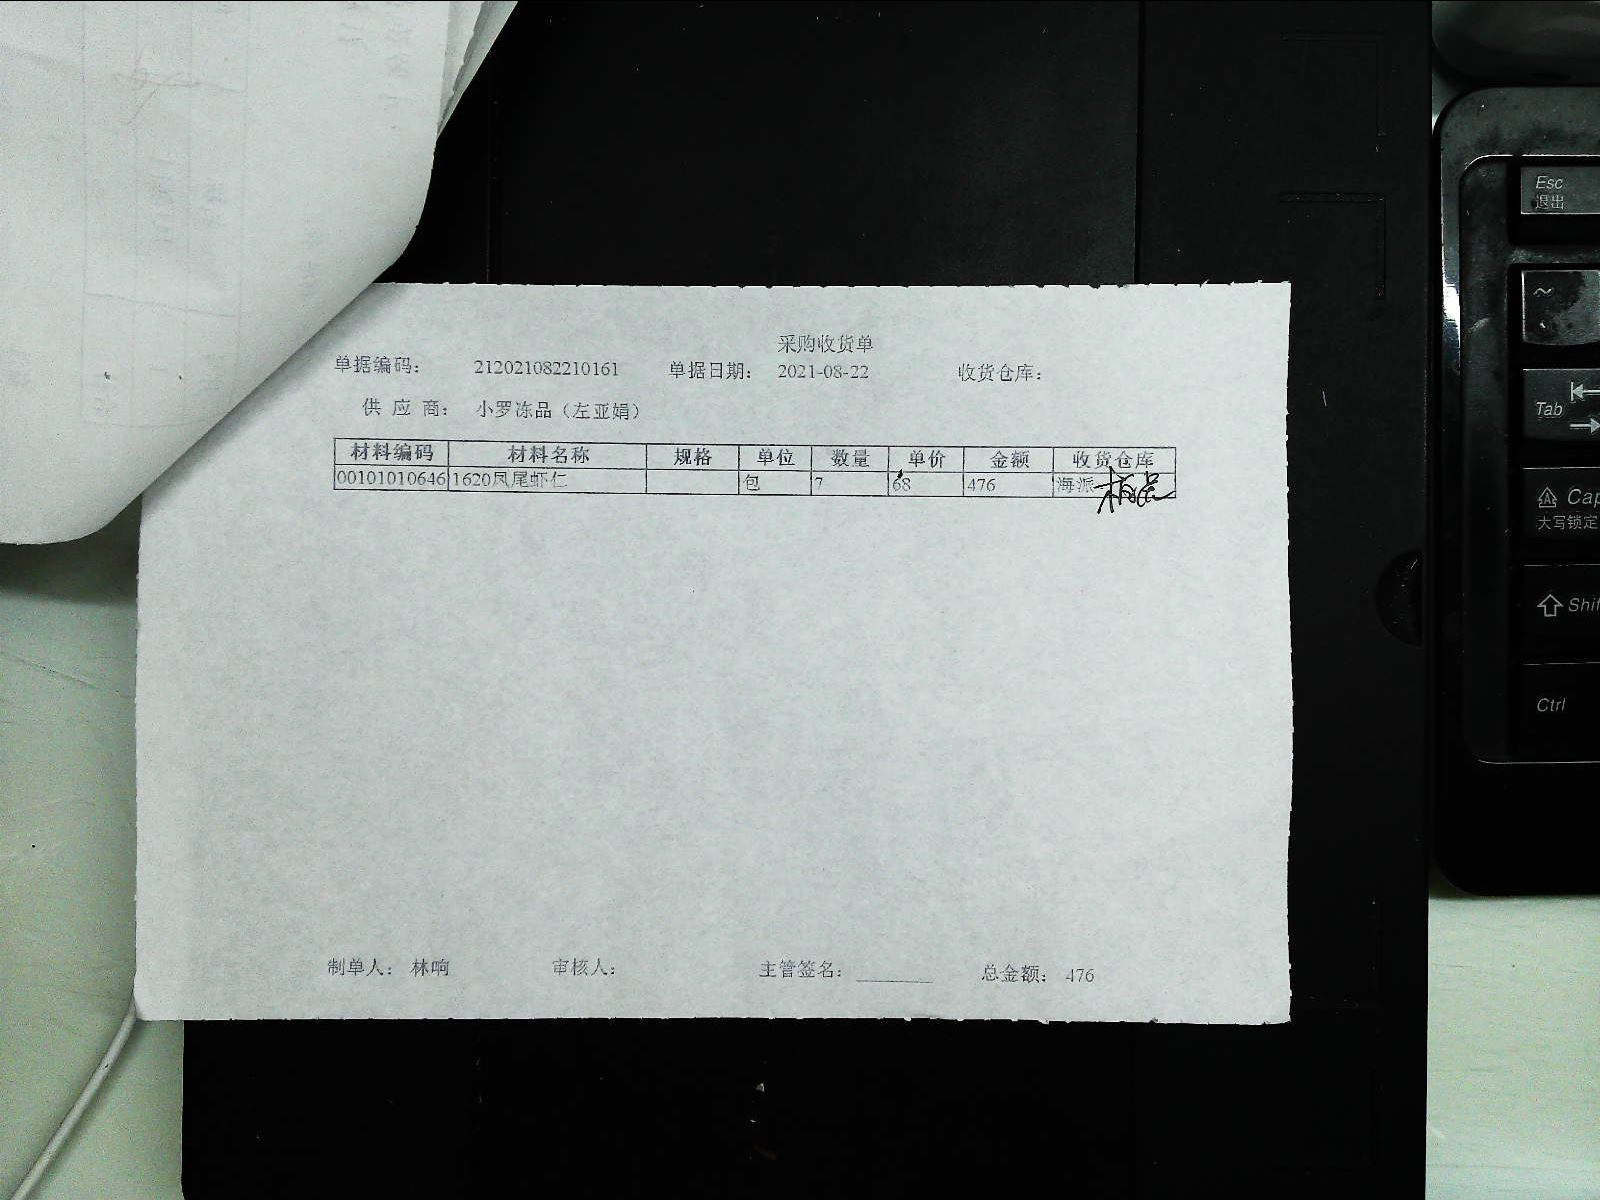 采购收货单
单据编码： 212021082210161 单据日期： 2021-08-22 收货仓库：
供 应 商： 小罗冻品（左亚娟）
材料编码 材料名称 规格 单位 数量 单价 金额 收货仓库
00101010646 1620凤尾虾仁 包 7 68 476 海派
制单人： 林响 审核人： 主管签名： 总金额： 476
Esc
退出
~
Tab
Cap
大写锁定
Shif
Ctrl